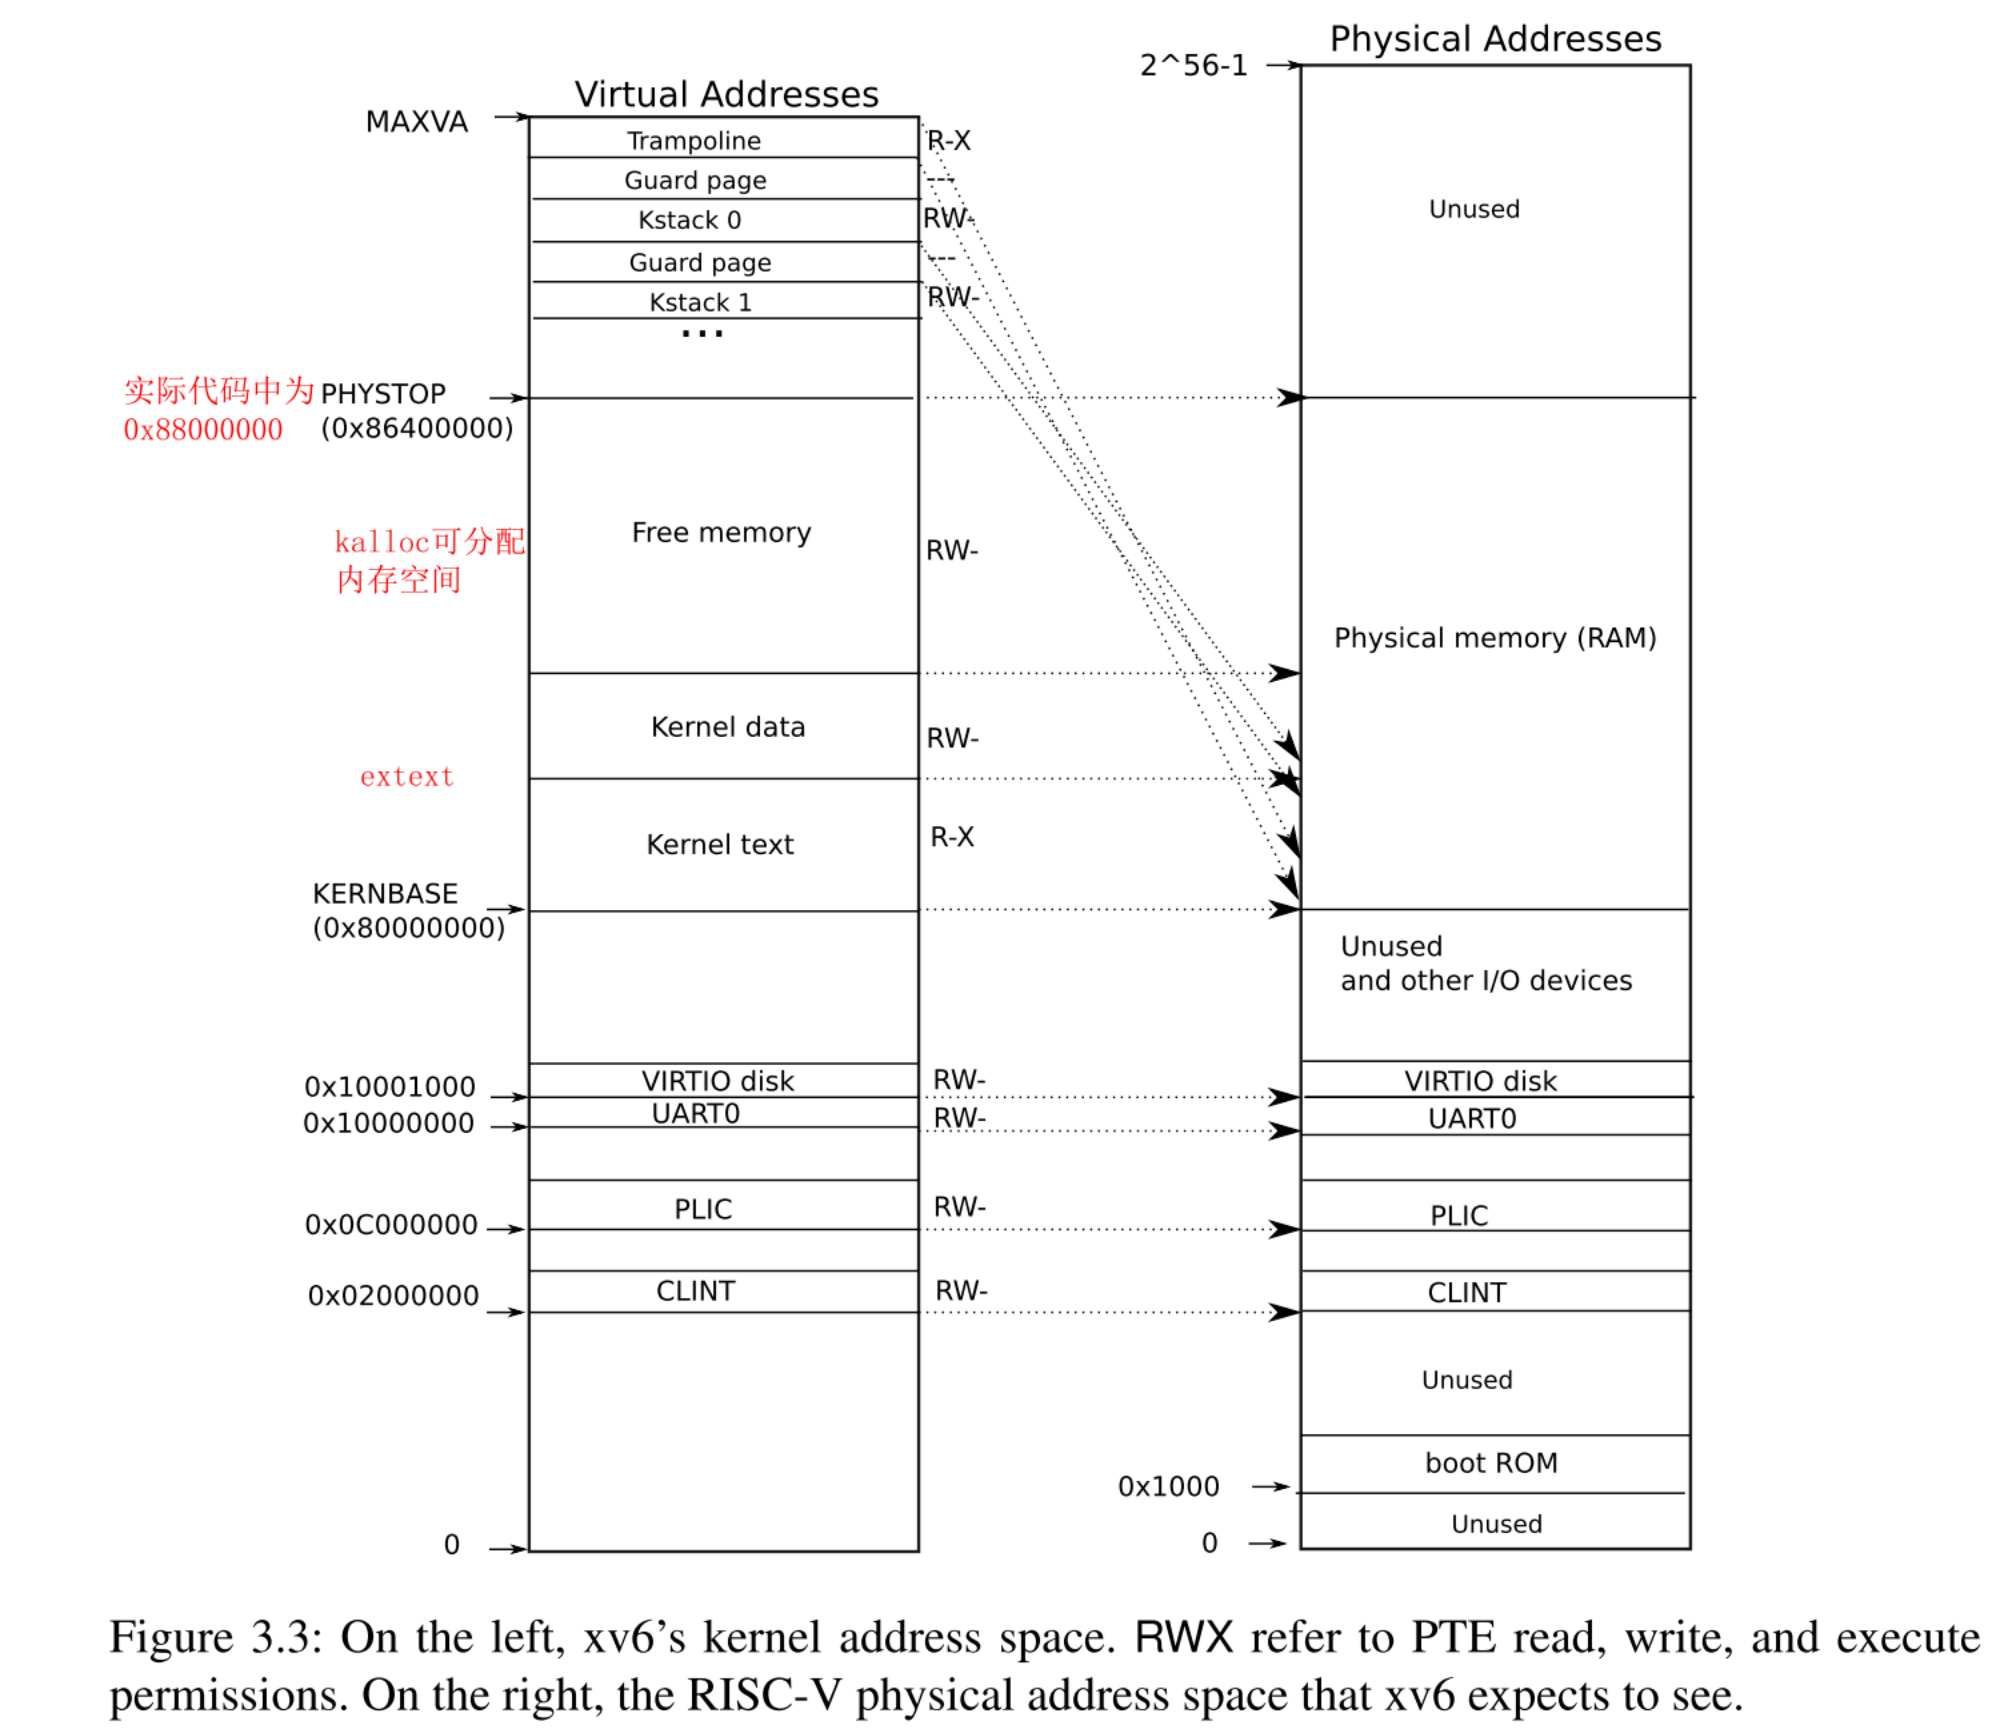 Physical Addresses
2^56-1
Virtual Addresses
MAXVA
Trampoline
R-X
Guard page
---
Unused
Kstack 0
RW-
Guard page
---
Kstack 1
RW-
...
实际代码中为
PHYSTOP
0x88000000
(0x86400000)
Free memory
kalloc可分配
RW-
内存空间
Physical memory (RAM)
Kernel data
RW-
extext
Kernel text
R-X
KERNBASE
(0x80000000)
Unused
and other I/O devices
0x10001000
VIRTIO disk
RW-
VIRTIO disk
0x10000000
UART0
RW-
UART0
PLIC
RW-
PLIC
0x0C000000
CLINT
RW-
CLINT
0x02000000
Unused
boot ROM
0x1000
Unused
0
0
Figure 3.3: On the left, xv6's kernel address space. RWX refer to PTE read, write, and execute
permissions. On the right, the RISC-V physical address space that xv6 expects to see.